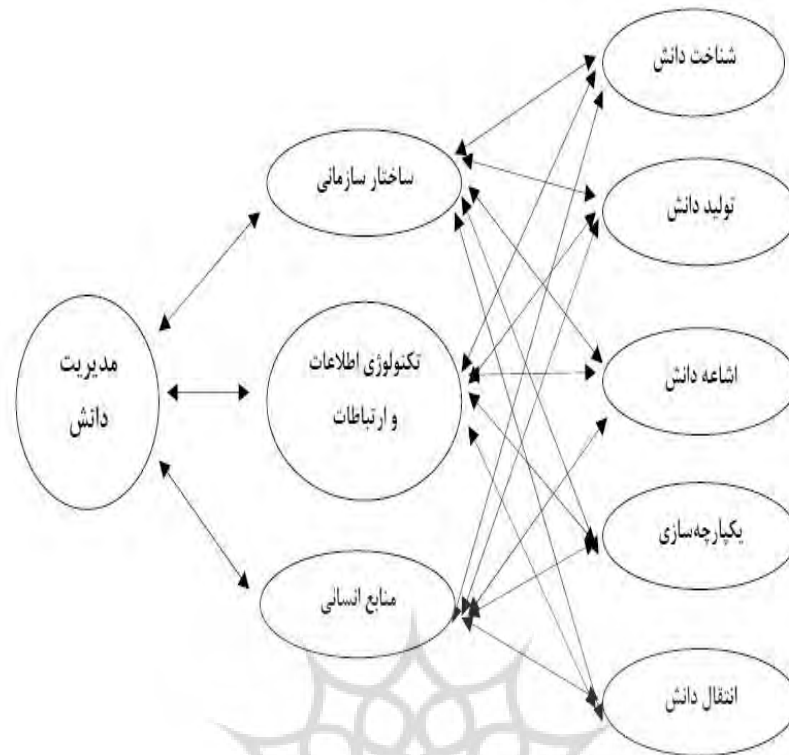 شناخت دانش
تولید دانش
اشاعه دانش
یکپارچه‌سازی
انتقال دانش
ساختار سازمانی
تکنولوژی اطلاعات
و ارتباطات
منابع انسانی
مدیریت
دانش